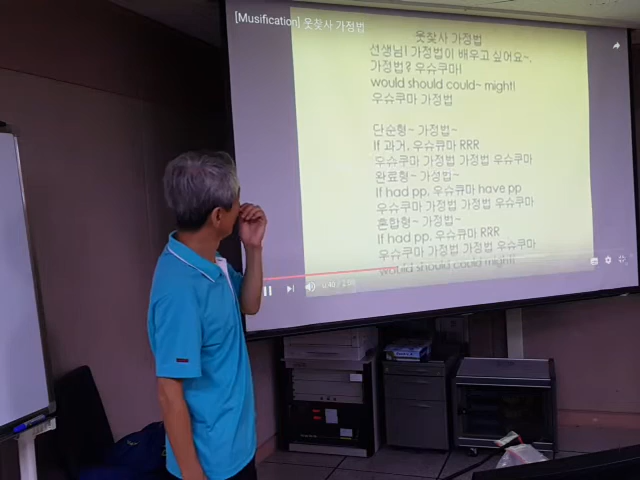 [Musification] 웃찾사 가정법
웃찾사 가정법
선생님! 가정법이 배우고 싶어요~.
가정법? 우슈쿠마!
would should could~ might!
우슈쿠마 가정법
단순형~ 가정법~
If 과거, 우슈큐마 RRR
우슈쿠마 가정법 가정법 우슈쿠마
완료형~ 가성법~
If had pp. 우슈큐마 have pp
우슈쿠마 가정법 가정법 우슈쿠마
혼합형~ 가정법~
If had pp. 우슈쿠마 RRR
우슈쿠마 가정법 가정법 우슈쿠마
would should could might!!